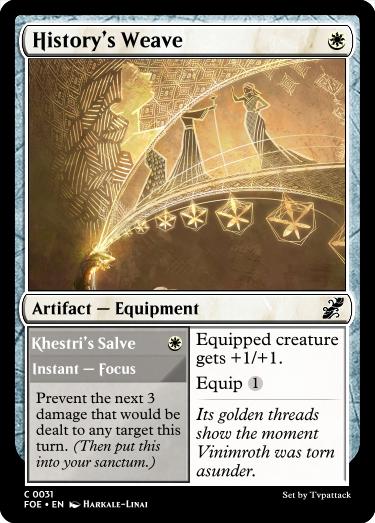 History's Weave
Artifact — Equipment
Khestri's Salve
Instant — Focus
Prevent the next 3
damage that would be
dealt to any target this
turn. (Then put this
into your sanctum.)
Equipped creature
gets +1/+1.
Equip 1
Its golden threads
show the moment
Vinimroth was torn
asunder.
C 0031
FOE • EN Harkale-Linai
Set by Tvpattack